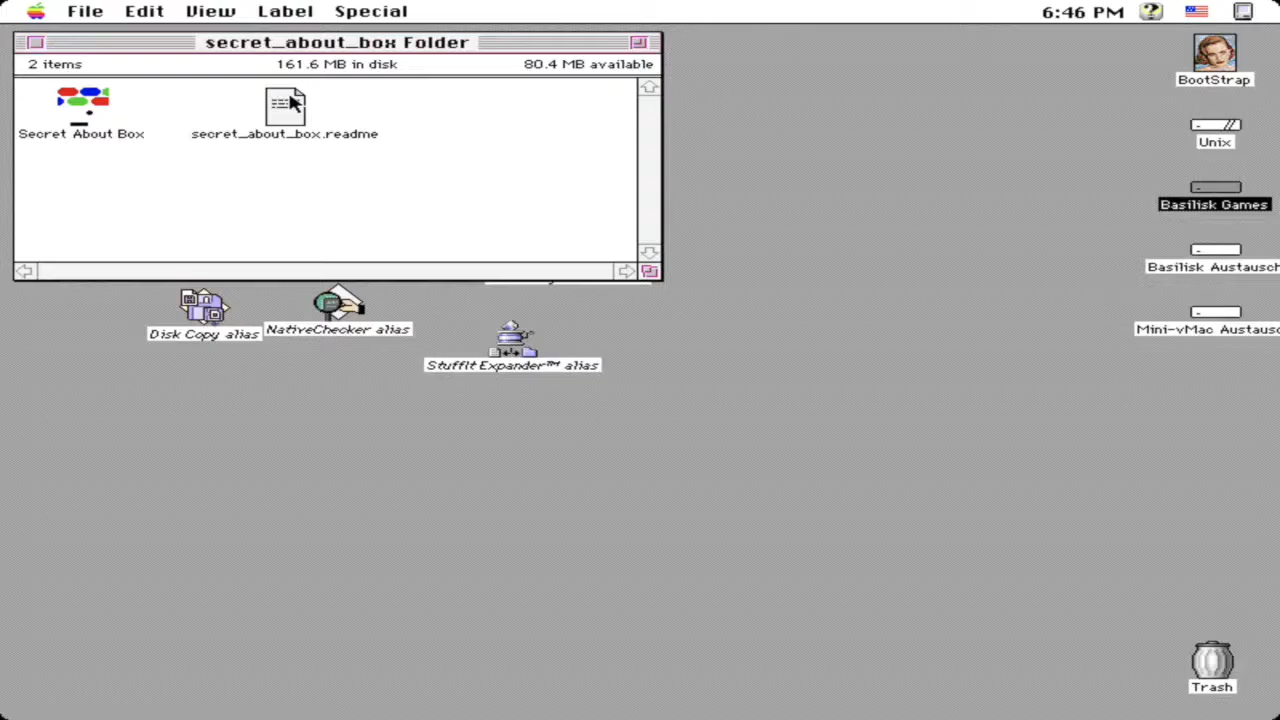 File Edit View Label Special 6:46 PM
secret_about_box Folder
2 items 161.6 MB in disk 80.4 MB available
Secret About Box
secret_about_box.readme
BootStrap
Unix
Basilisk Games
Basilisk Austausch
Mini-vMac Austausc
Disk Copy alias
NativeChecker alias
StuffIt Expander™ alias
Trash